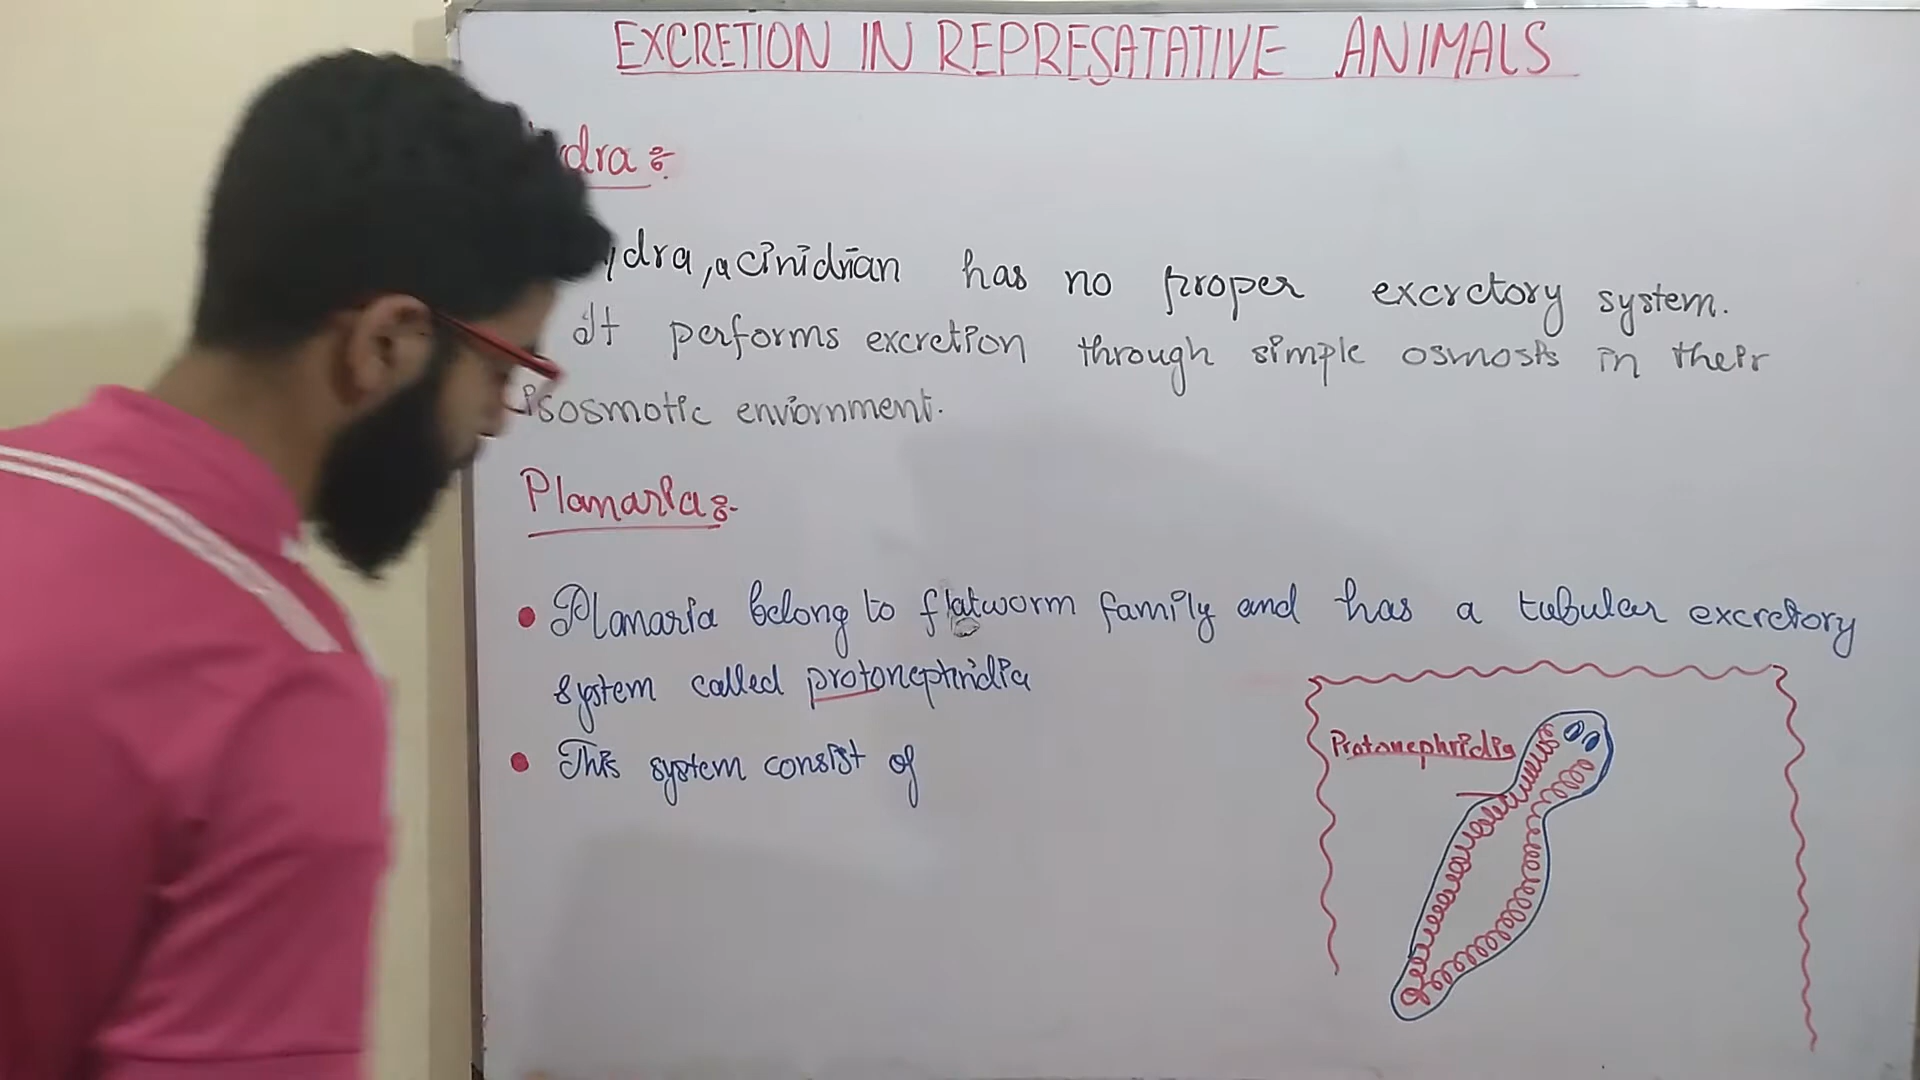 EXCRETION IN REPRESATATIVE ANIMALS
dra :
ydra, a cinidrian has no proper excretory system.
It performs excretion through simple osmosis in their
isosmotic enviornment.
Planaria :-
Planaria belong to flatworm family and has a tubular excretory
system called protonephridia
This system consist of
Protonephridia